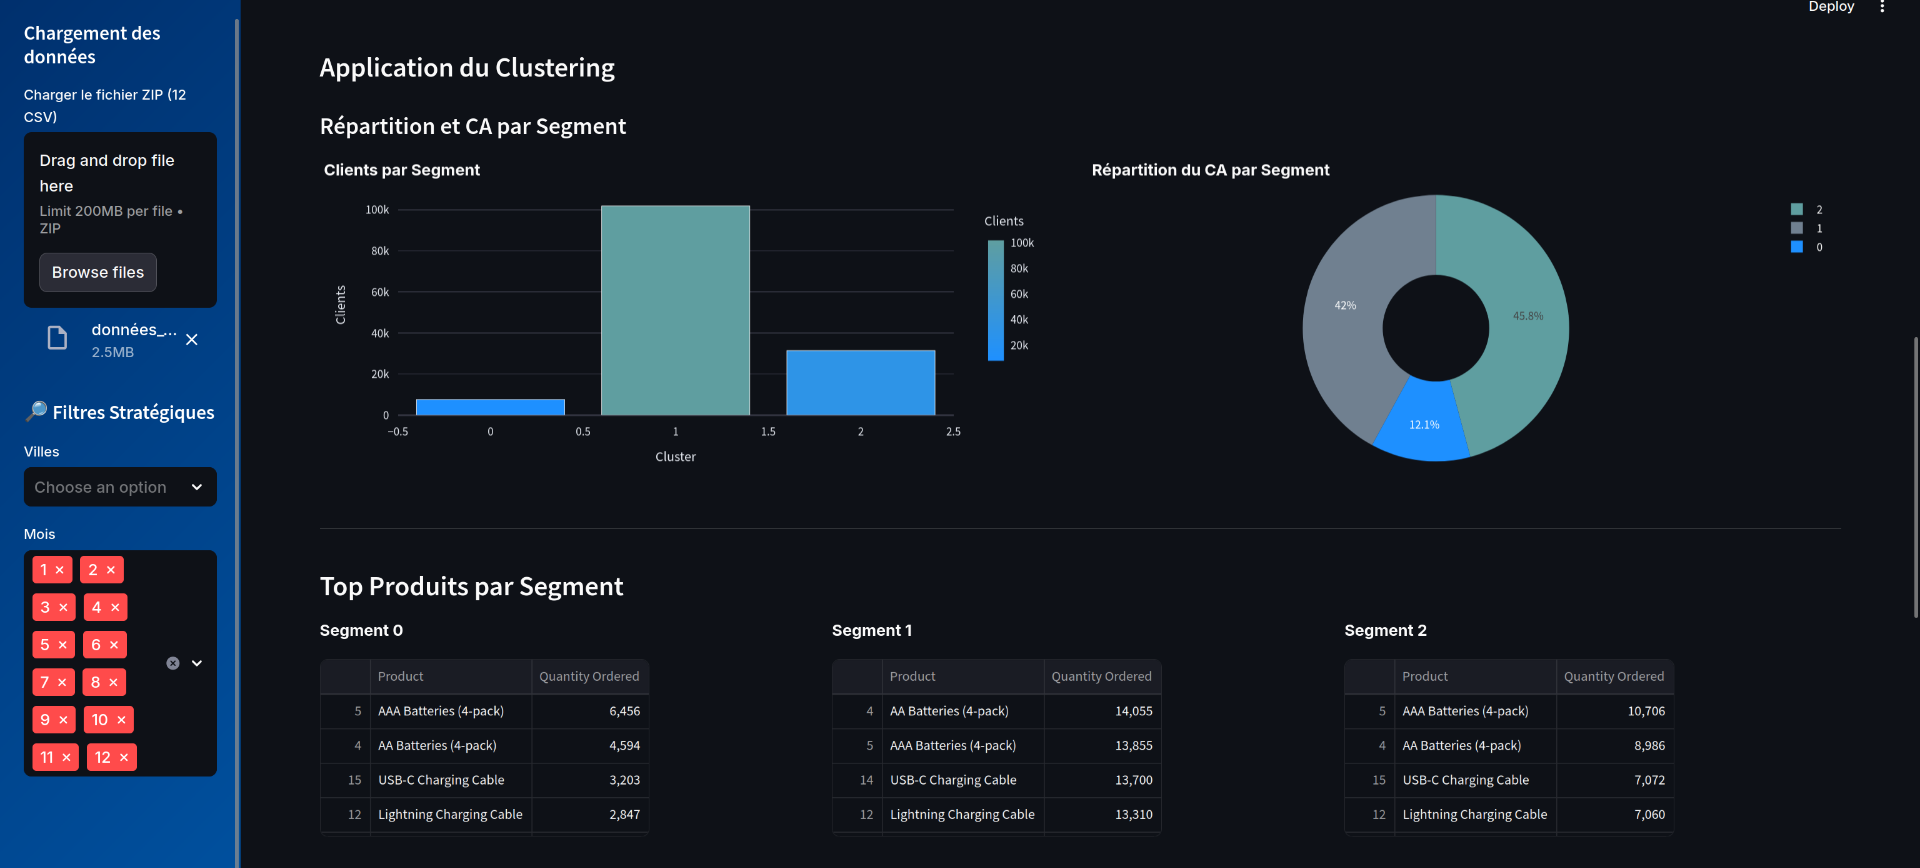 Deploy
Chargement des
données
Charger le fichier ZIP (12
CSV)
Drag and drop file
here
Limit 200MB per file •
ZIP
Browse files
données_...
2.5MB
🔎 Filtres Stratégiques
Villes
Choose an option
Mois
1 × 2 ×
3 × 4 ×
5 × 6 ×
7 × 8 ×
9 × 10 ×
11 × 12 ×
Application du Clustering
Répartition et CA par Segment
Clients par Segment
Clients
100k
80k
60k
40k
20k
0
−0.5 0 0.5 1 1.5 2 2.5
Cluster
Clients
100k
80k
60k
40k
20k
Répartition du CA par Segment
42%
45.8%
12.1%
2
1
0
Top Produits par Segment
Segment 0
Product Quantity Ordered
5 AAA Batteries (4-pack) 6,456
4 AA Batteries (4-pack) 4,594
15 USB-C Charging Cable 3,203
12 Lightning Charging Cable 2,847
Segment 1
Product Quantity Ordered
4 AA Batteries (4-pack) 14,055
5 AAA Batteries (4-pack) 13,855
14 USB-C Charging Cable 13,700
12 Lightning Charging Cable 13,310
Segment 2
Product Quantity Ordered
5 AAA Batteries (4-pack) 10,706
4 AA Batteries (4-pack) 8,986
15 USB-C Charging Cable 7,072
12 Lightning Charging Cable 7,060